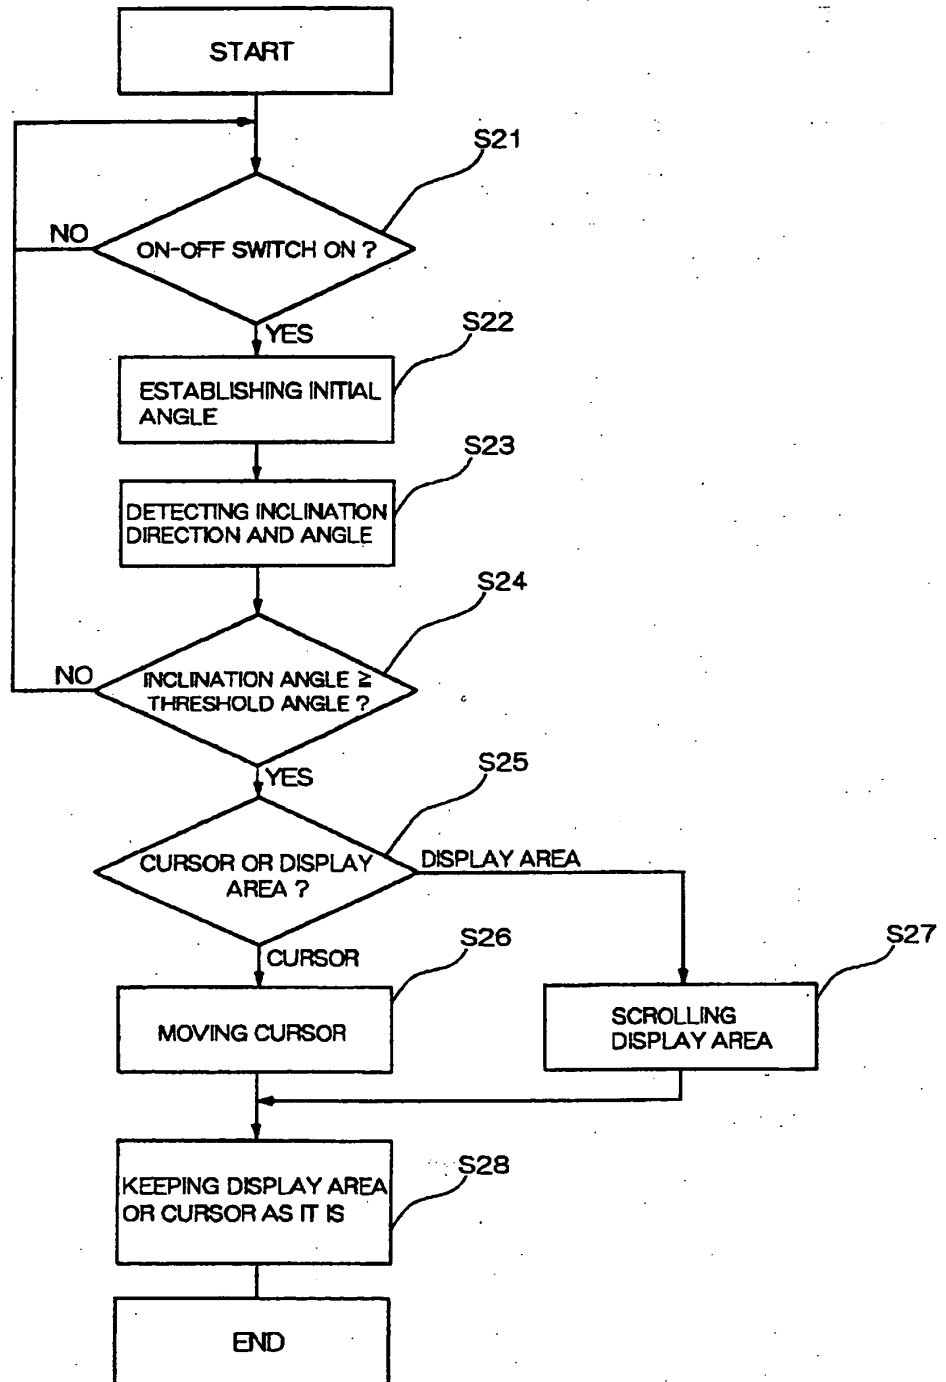 START
S21
NO
ON-OFF SWITCH ON ?
YES
S22
ESTABLISHING INITIAL
ANGLE
S23
DETECTING INCLINATION
DIRECTION AND ANGLE
S24
NO
INCLINATION ANGLE ≥
THRESHOLD ANGLE ?
YES
S25
CURSOR OR DISPLAY
AREA ?
DISPLAY AREA
CURSOR
S26
S27
MOVING CURSOR
SCROLLING
DISPLAY AREA
S28
KEEPING DISPLAY AREA
OR CURSOR AS IT IS
END